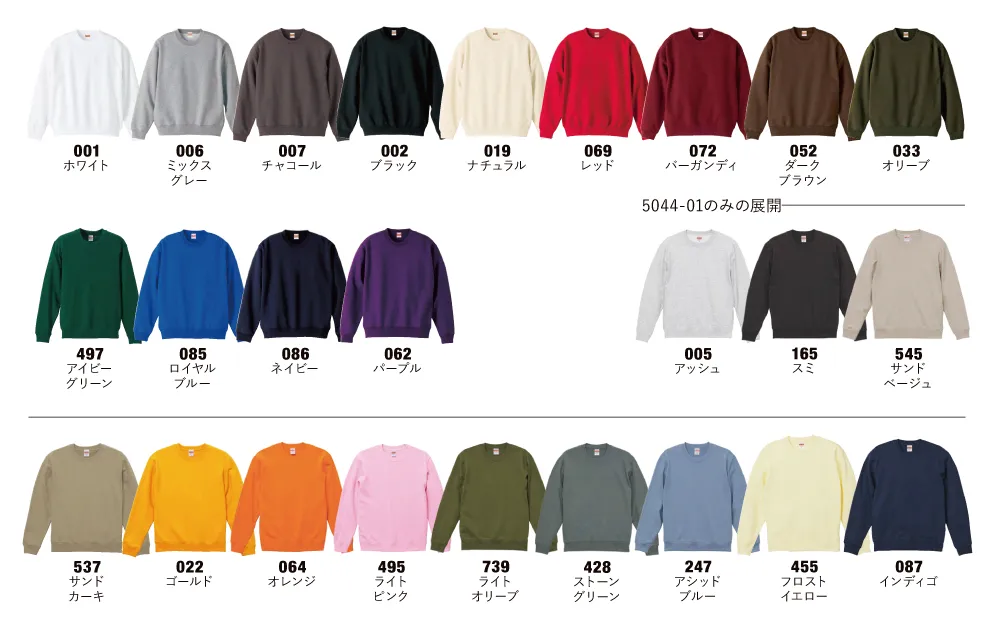 001
ホワイト
006
ミックス
グレー
007
チャコール
002
ブラック
019
ナチュラル
069
レッド
072
バーガンディ
052
ダーク
ブラウン
033
オリーブ
5044-01のみの展開
497
アイビー
グリーン
085
ロイヤル
ブルー
086
ネイビー
062
パープル
005
アッシュ
165
スミ
545
サンド
ベージュ
537
サンド
カーキ
022
ゴールド
064
オレンジ
495
ライト
ピンク
739
ライト
オリーブ
428
ストーン
グリーン
247
アシッド
ブルー
455
フロスト
イエロー
087
インディゴ